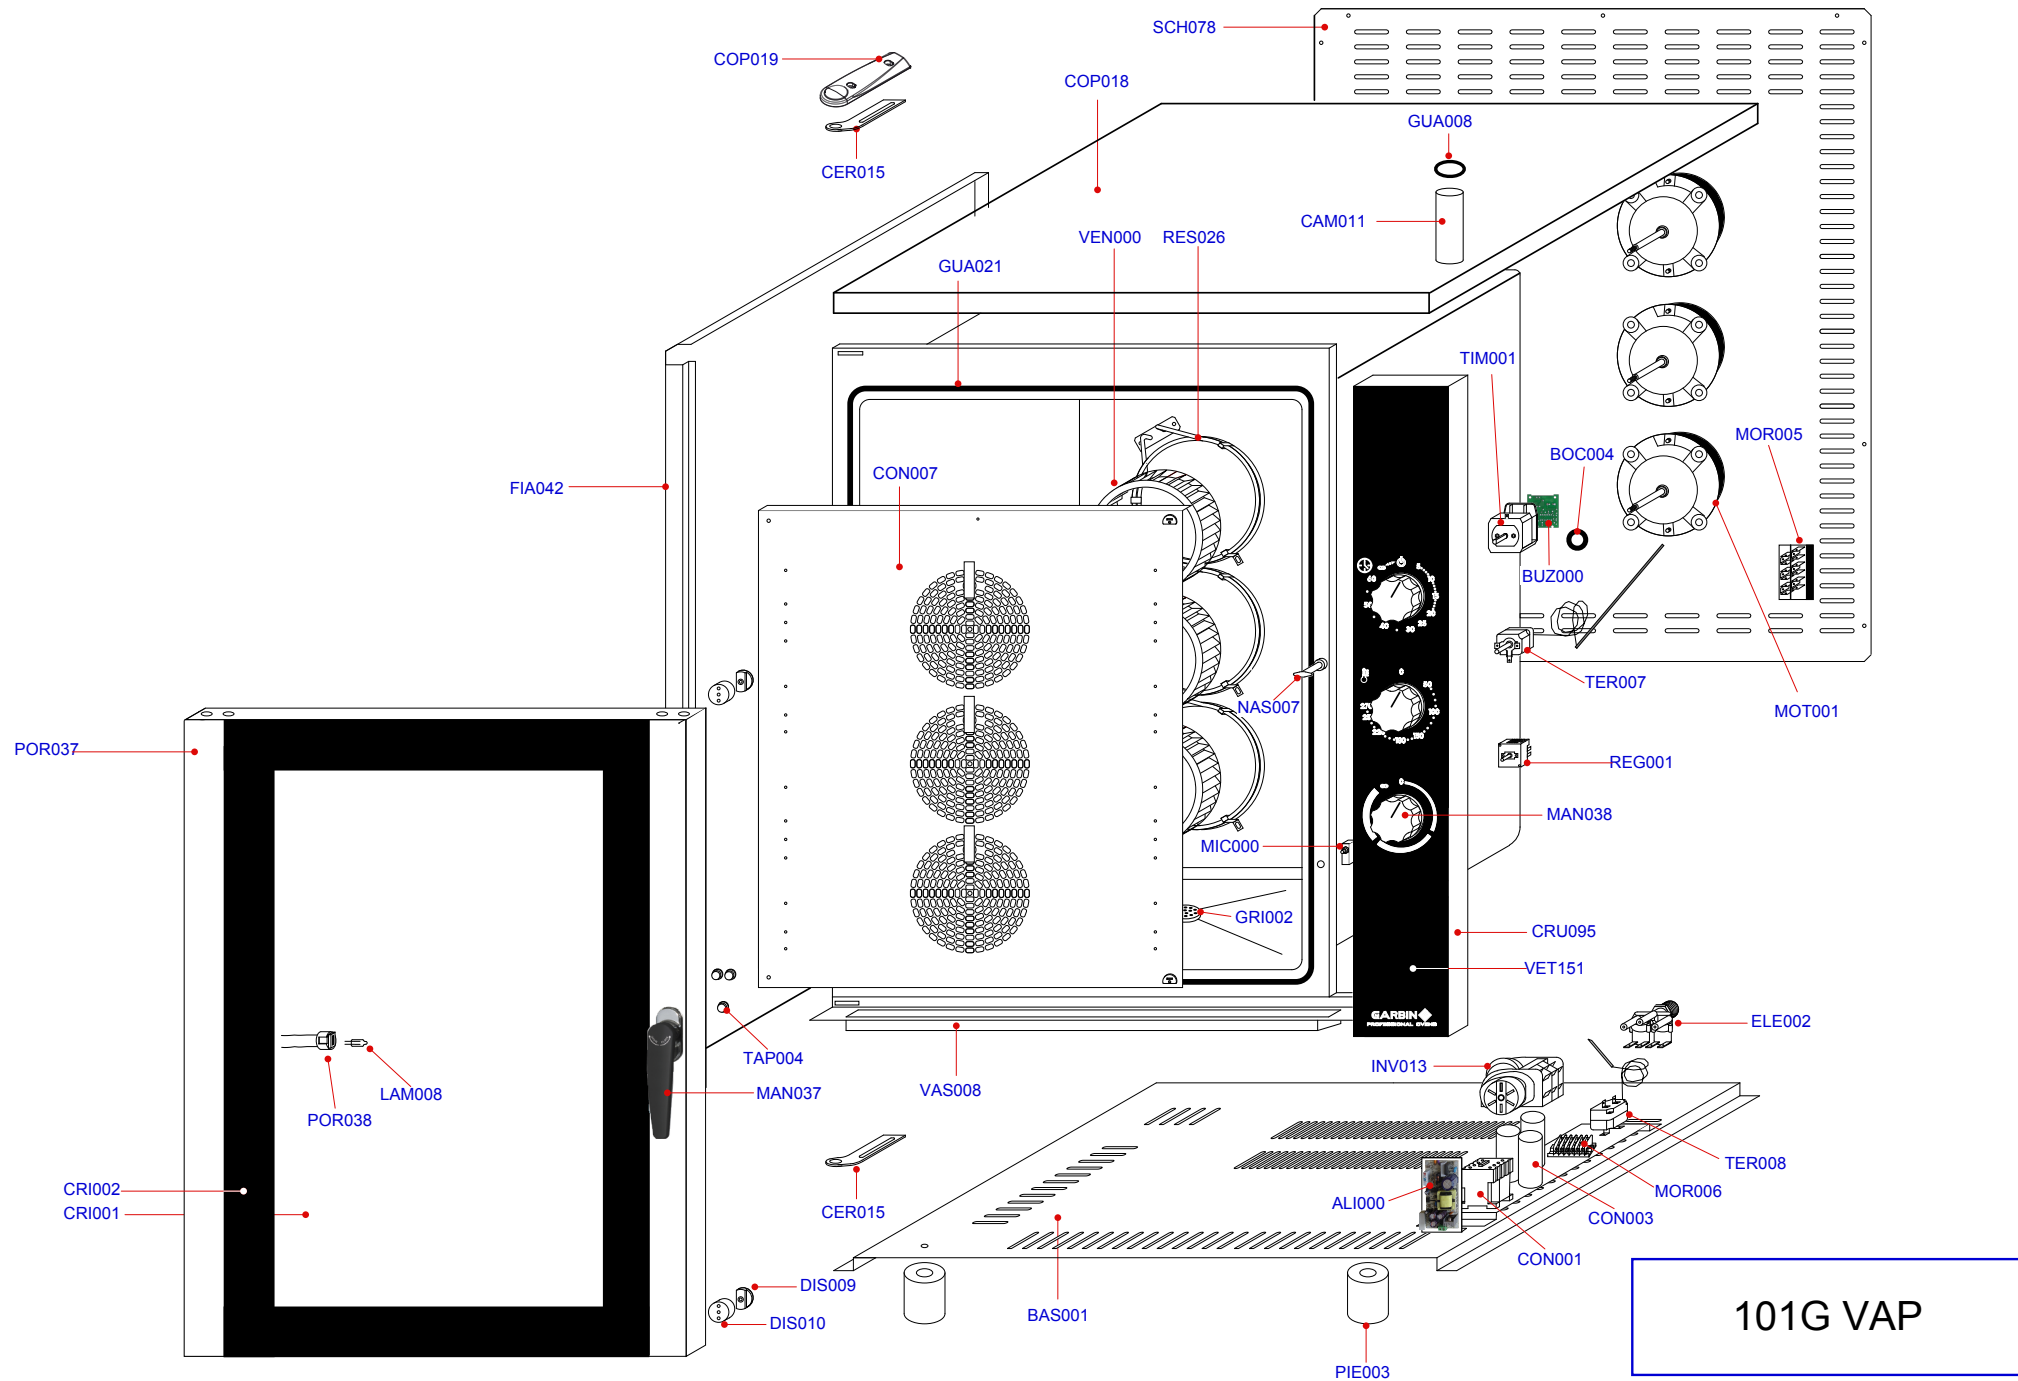 SCH078
COP019
COP018
GUA008
CER015
CAM011
VEN000
RES026
GUA021
TIM001
MOR005
BOC004
CON007
FIA042
BUZ000
TER007
NAS007
MOT001
POR037
REG001
MAN038
MIC000
GRI002
CRU095
VET151
GARBIN
PROFESSIONAL OVENS
ELE002
TAP004
INV013
LAM008
VAS008
MAN037
POR038
TER008
CRI002
MOR006
ALI000
CER015
CRI001
CON003
CON001
DIS009
BAS001
DIS010
101G VAP
PIE003